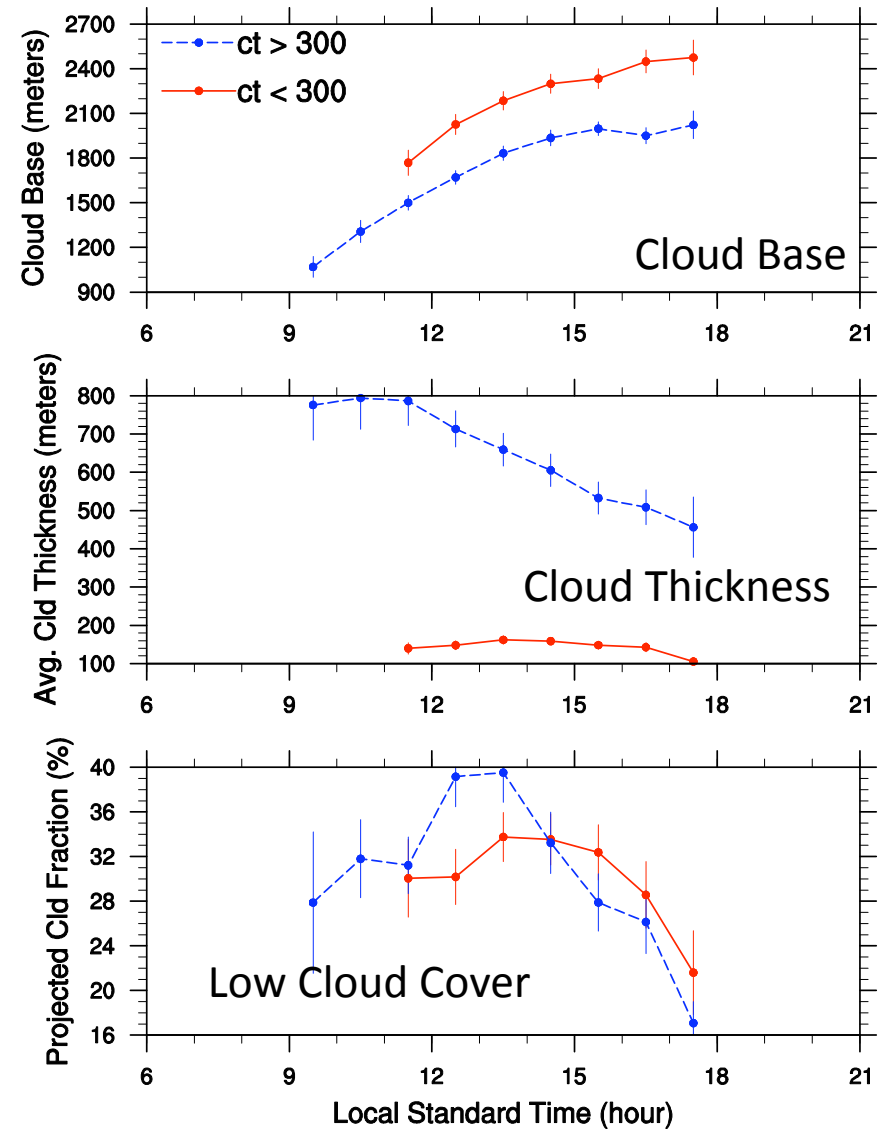 Cloud Base (meters)
2700
2400
2100
1800
1500
1200
900
ct > 300
ct < 300
Cloud Base
6 9 12 15 18 21
Avg. Cld Thickness (meters)
800
700
600
500
400
300
200
100
Cloud Thickness
6 9 12 15 18 21
Projected Cld Fraction (%)
40
36
32
28
24
20
16
Low Cloud Cover
6 9 12 15 18 21
Local Standard Time (hour)